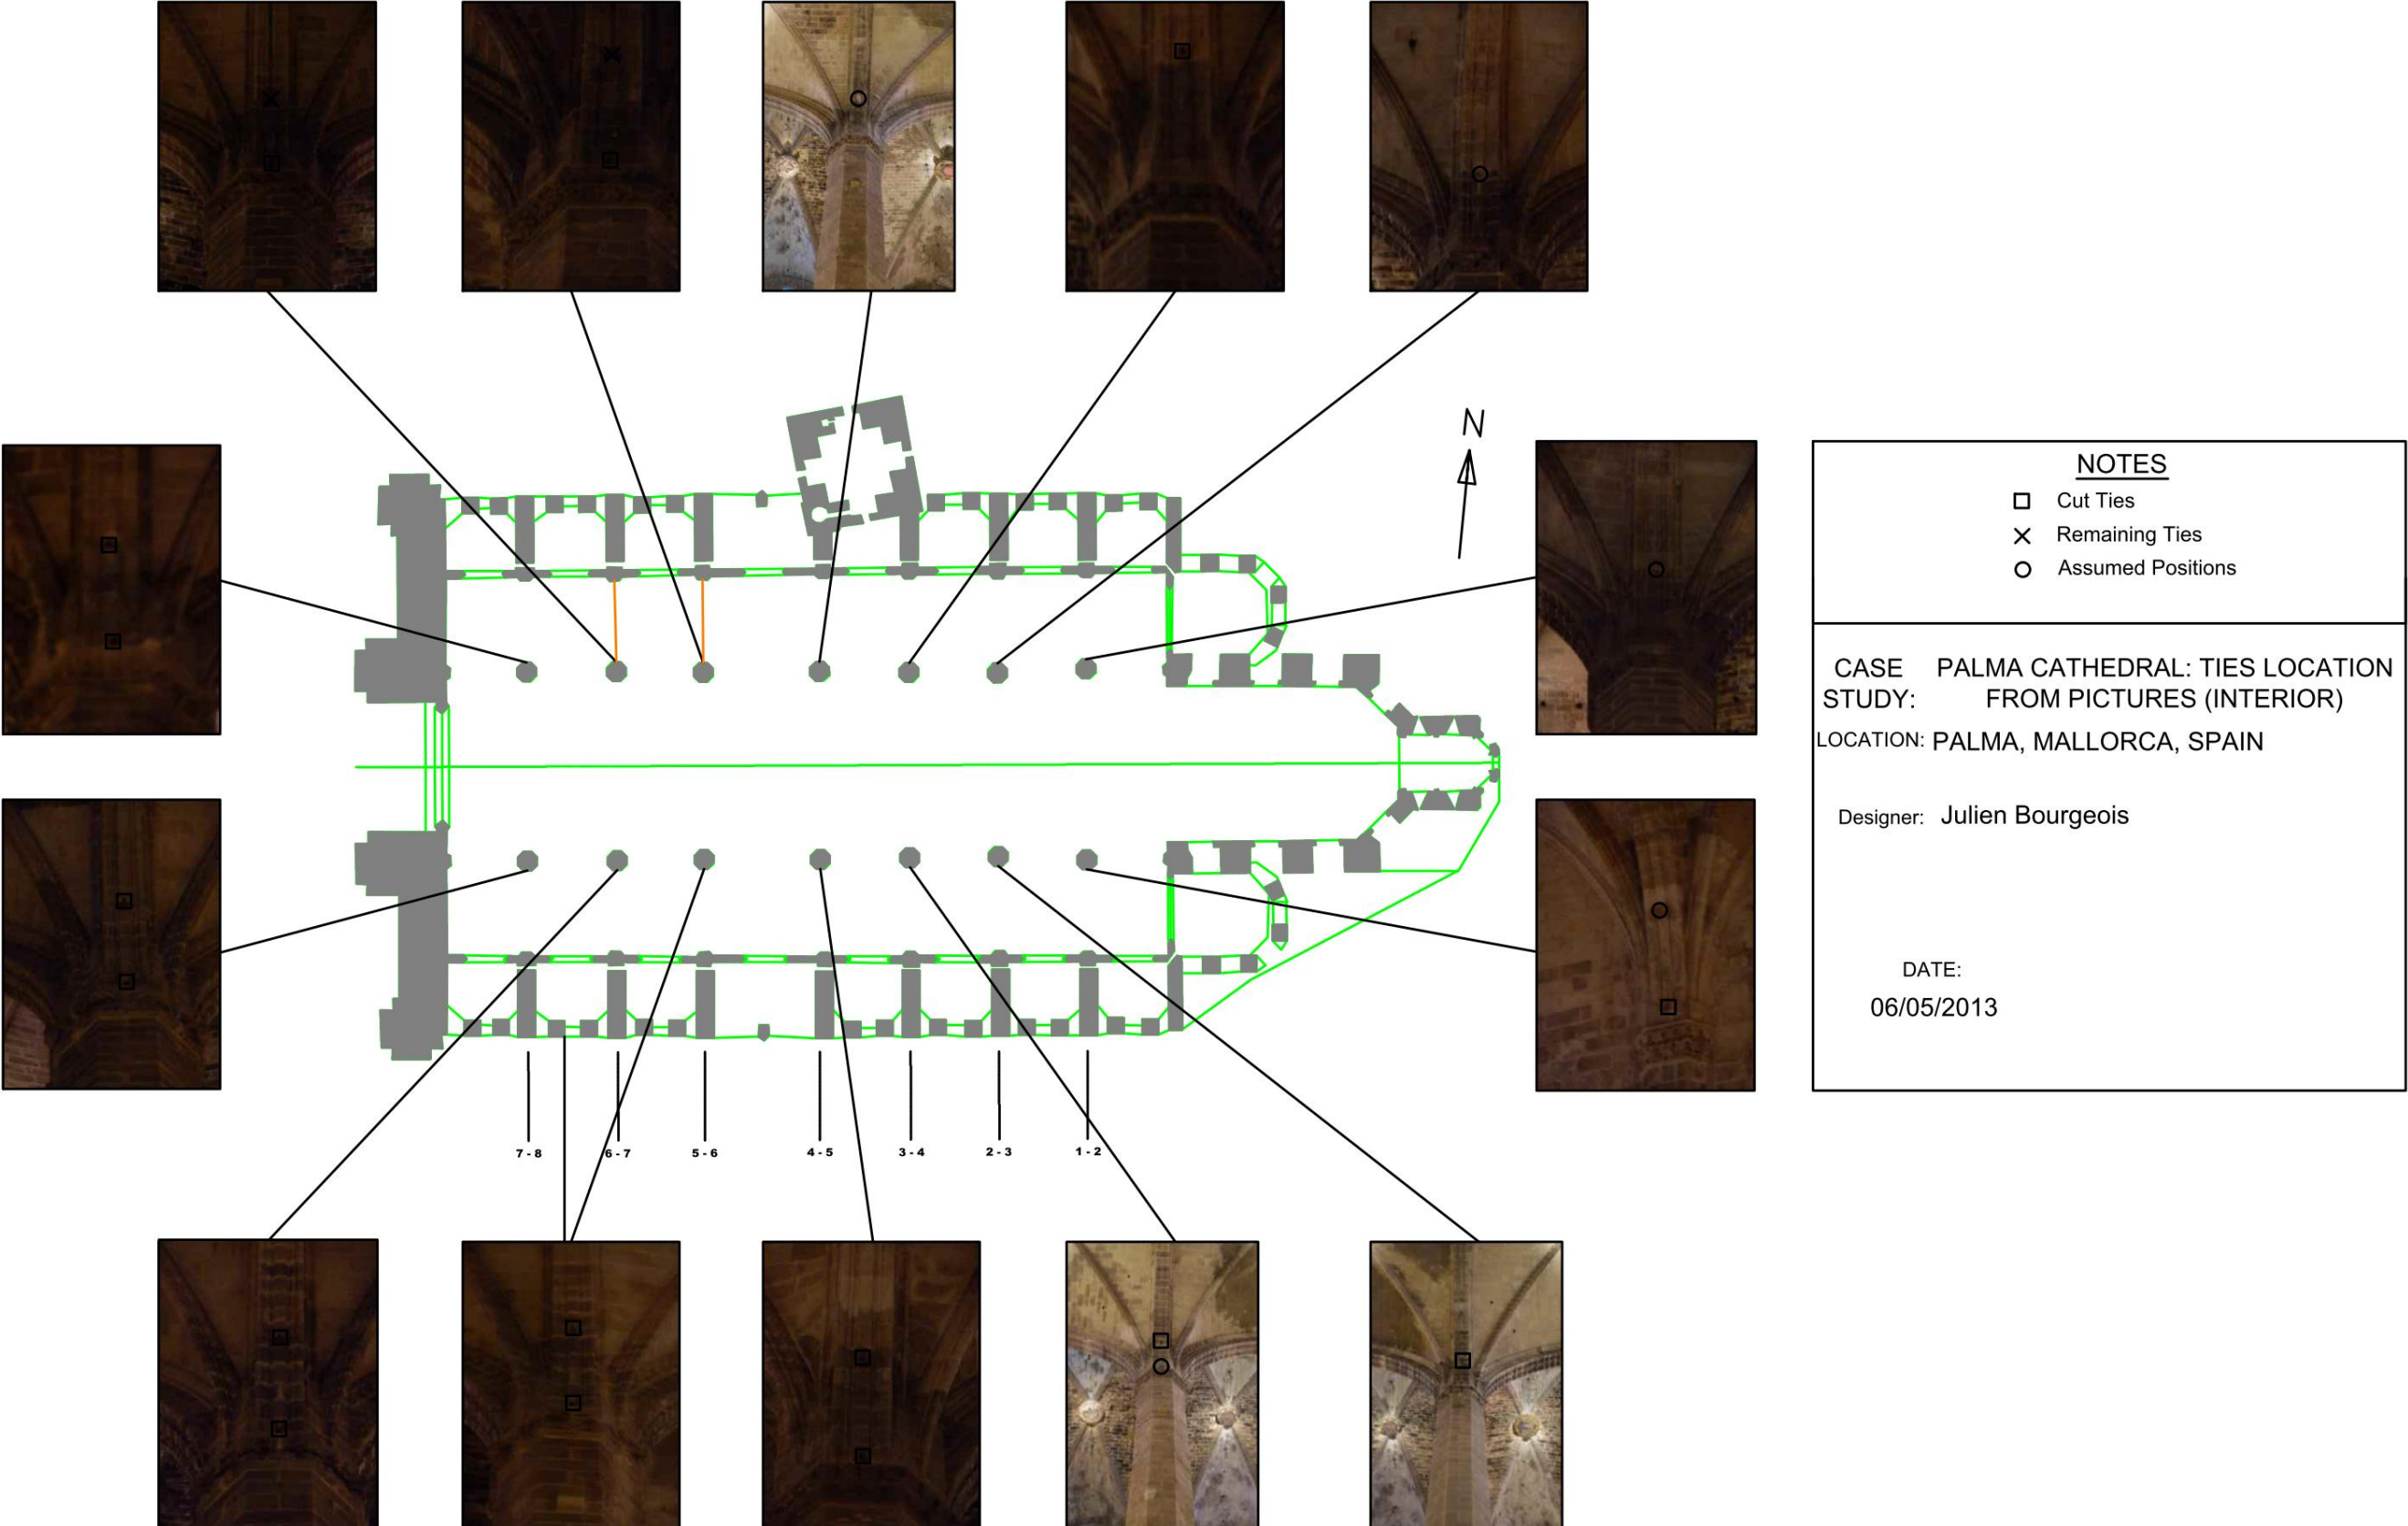 N
NOTES
Cut Ties
Remaining Ties
Assumed Positions
CASE STUDY:
PALMA CATHEDRAL: TIES LOCATION
FROM PICTURES (INTERIOR)
LOCATION: PALMA, MALLORCA, SPAIN
Designer: Julien Bourgeois
DATE:
06/05/2013
7 - 8
6 - 7
5 - 6
4 - 5
3 - 4
2 - 3
1 - 2